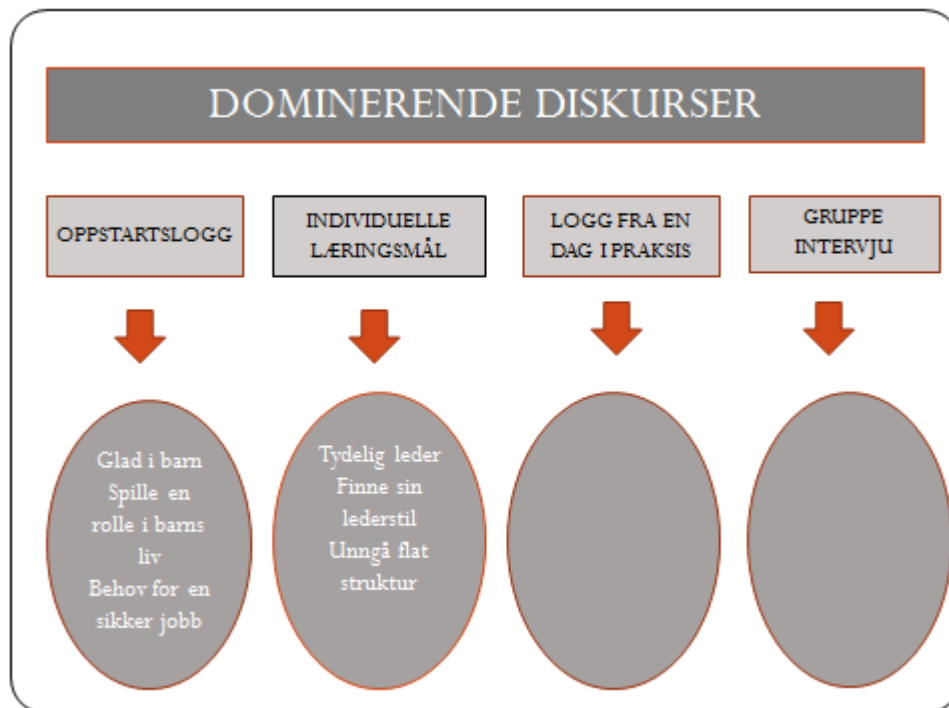 DOMINERENDE DISKURSER
OPPSTARTSLOGG
INDIVIDUELLE
LÆRINGSMÅL
LOGG FRA EN
DAG I PRAKSIS
GRUPPE
INTERVJU
Glad i barn
Spille en
rolle i barns
liv
Behov for en
sikker jobb
Tydelig leder
Finne sin
lederstil
Unngå flat
struktur